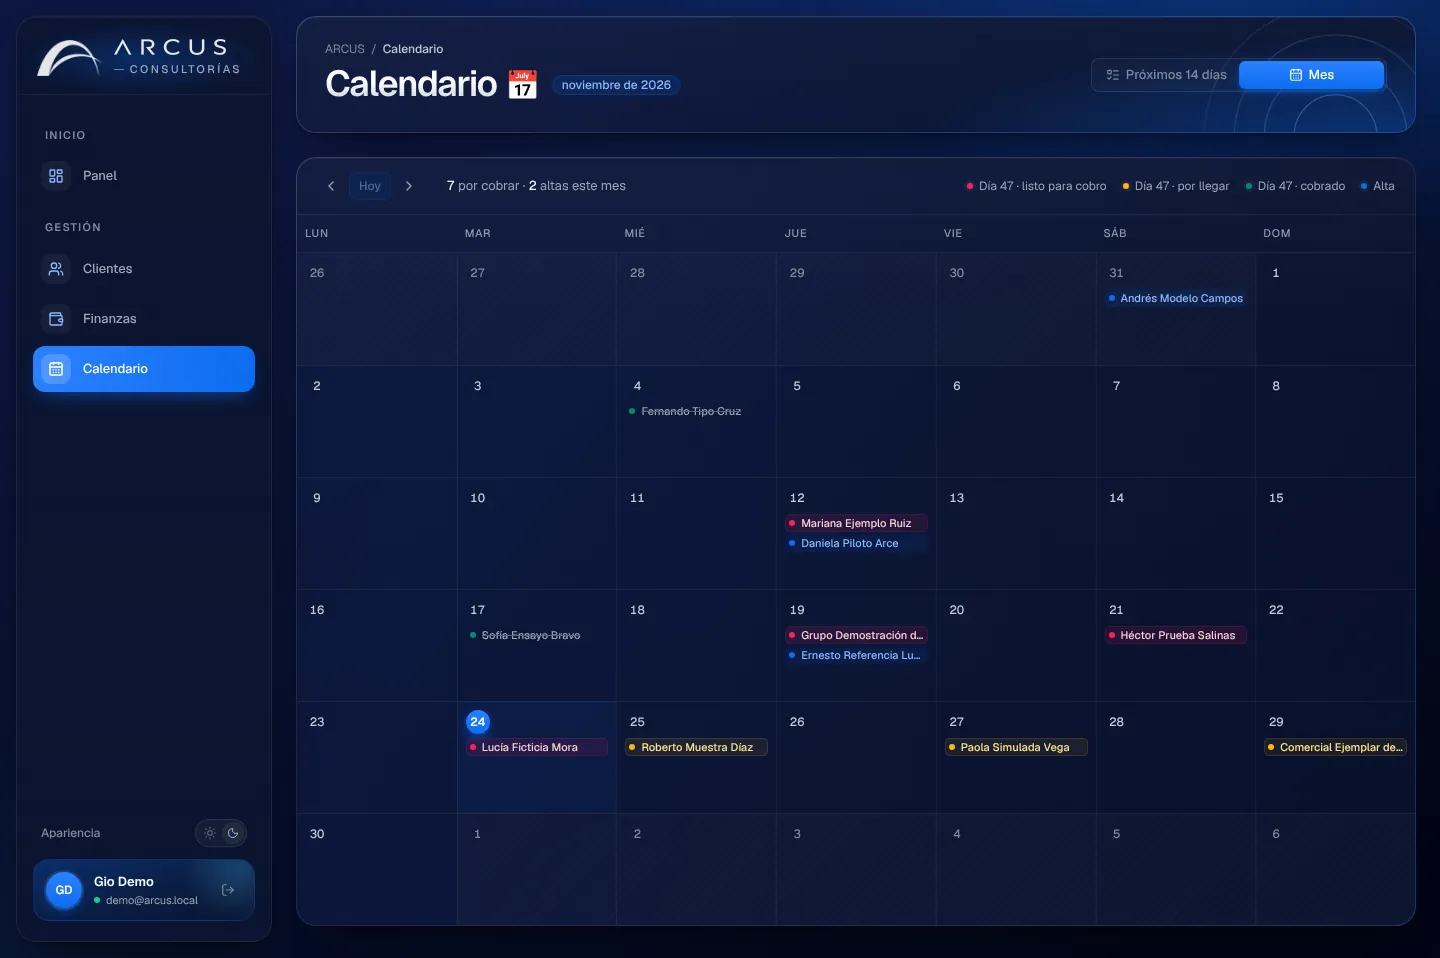 ARCUS
— CONSULTORÍAS
INICIO
Panel
GESTIÓN
Clientes
Finanzas
Calendario
Apariencia
GD
Gio Demo
demo@arcus.local
ARCUS / Calendario
Calendario
July
17
noviembre de 2026
Próximos 14 días
Mes
Hoy
7 por cobrar · 2 altas este mes
Día 47 · listo para cobro
Día 47 · por llegar
Día 47 · cobrado
Alta
LUN MAR MIÉ JUE VIE SÁB DOM
26 27 28 29 30 31 1
Andrés Modelo Campos
2 3 4 5 6 7 8
Fernando Tipo Cruz
9 10 11 12 13 14 15
Mariana Ejemplo Ruiz
Daniela Piloto Arce
16 17 18 19 20 21 22
Sofía Ensayo Bravo
Grupo Demostración d...
Héctor Prueba Salinas
Ernesto Referencia Lu...
23 24 25 26 27 28 29
Lucía Ficticia Mora
Roberto Muestra Díaz
Paola Simulada Vega
Comercial Ejemplar de...
30 1 2 3 4 5 6